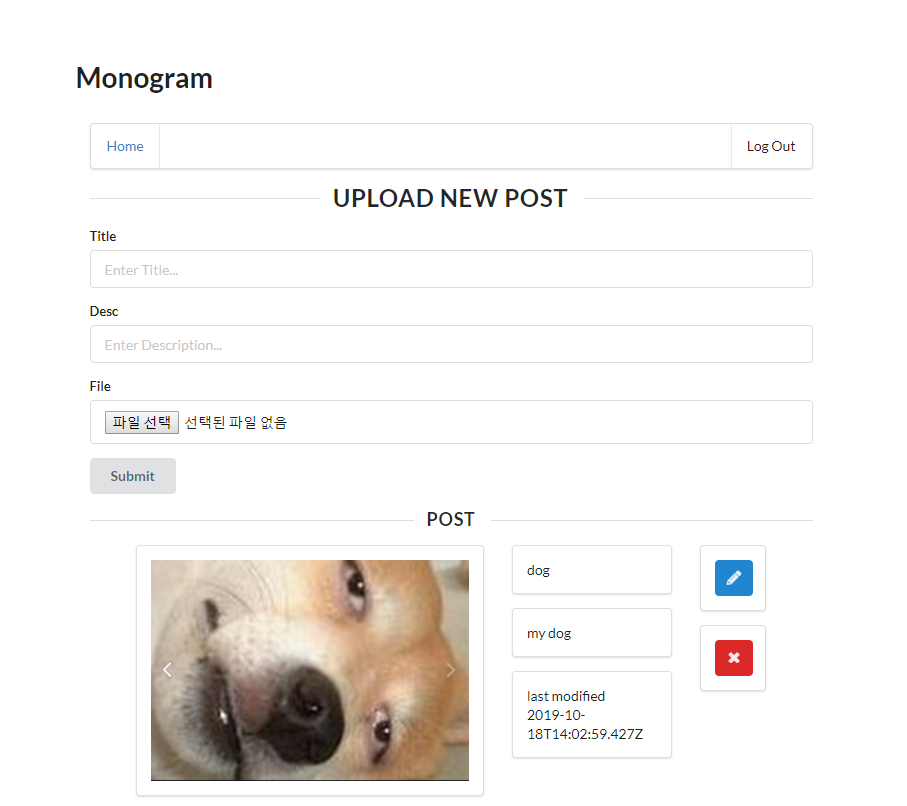 Monogram
Home
Log Out
UPLOAD NEW POST
Title
Enter Title...
Desc
Enter Description...
File
파일 선택 선택된 파일 없음
Submit
POST
dog
my dog
last modified
2019-10-
18T14:02:59.427Z